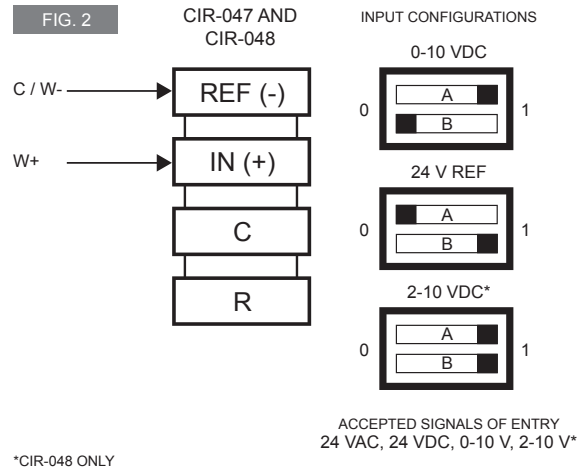 FIG. 2
CIR-047 AND
CIR-048
C / W-
REF (-)
W+
IN (+)
C
R
INPUT CONFIGURATIONS
0-10 VDC
0
A
B
1
24 V REF
0
A
B
1
2-10 VDC*
0
A
B
1
ACCEPTED SIGNALS OF ENTRY
24 VAC, 24 VDC, 0-10 V, 2-10 V*
*CIR-048 ONLY